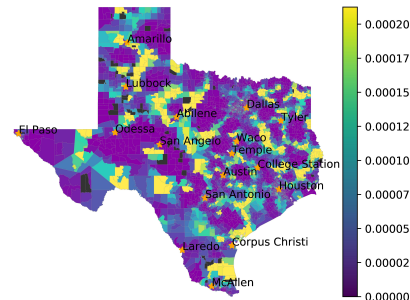 Amarillo
Lubbock
Abilene
Dallas
Tyler
El Paso
Odessa
San Angelo
Waco
Temple
College Station
Austin
Houston
San Antonio
Laredo
Corpus Christi
McAllen
0.00020
0.00017
0.00015
0.00012
0.00010
0.00007
0.00005
0.00002
0.00000